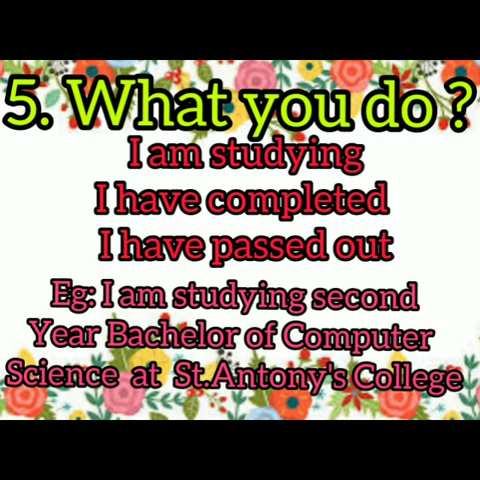 5. What you do ?
I am studying
I have completed
I have passed out
Eg: I am studying second
Year Bachelor of Computer
Science at St.Antony's College